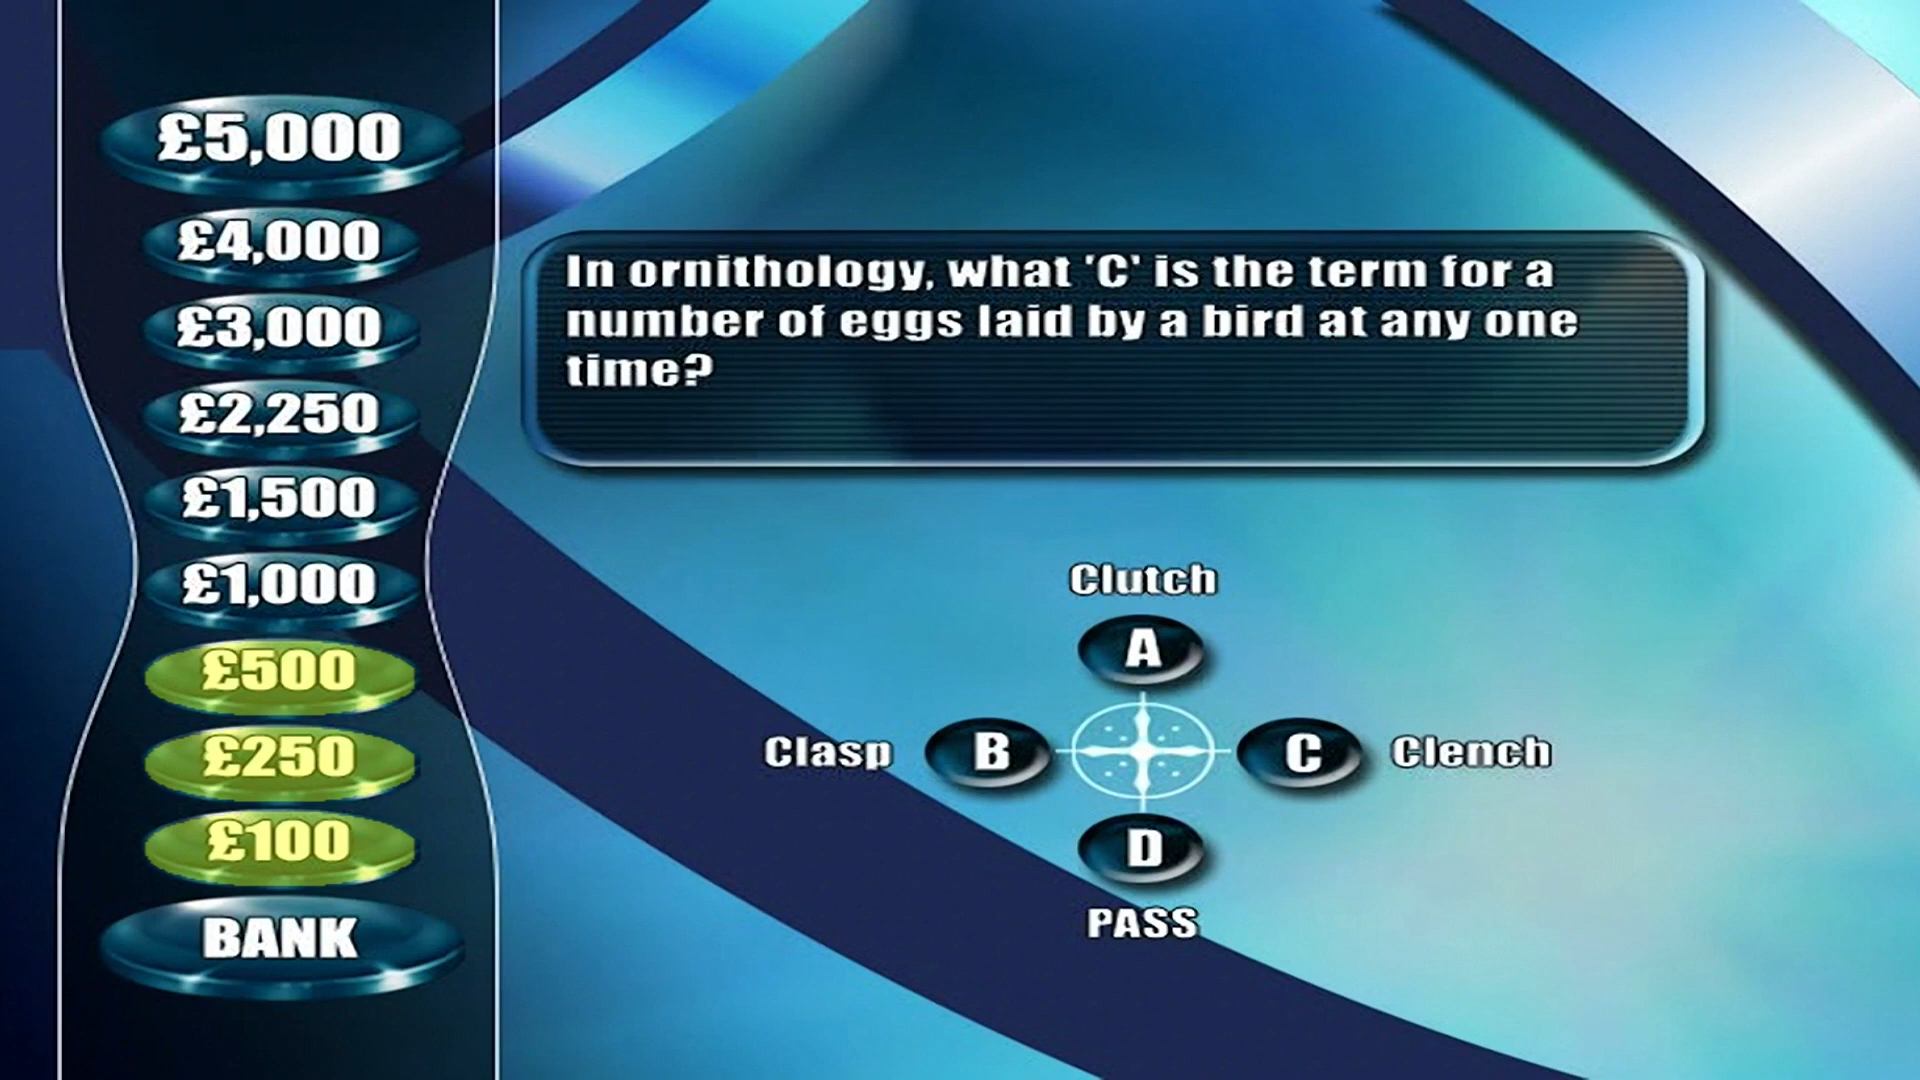 £5,000
£4,000
£3,000
£2,250
£1,500
£1,000
£500
£250
£100
BANK
In ornithology, what 'C' is the term for a
number of eggs laid by a bird at any one
time?
Clutch
A
Clasp B C Clench
D
PASS